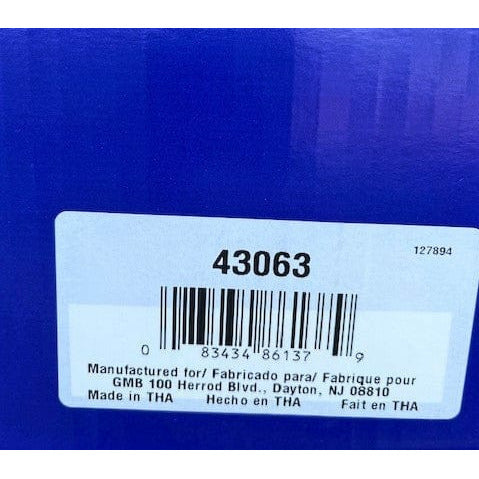 127894
43063
0 83434 86137 9
Manufactured for/ Fabricado para/ Fabrique pour
GMB 100 Herrod Blvd., Dayton, NJ 08810
Made in THA Hecho en THA Fait en THA